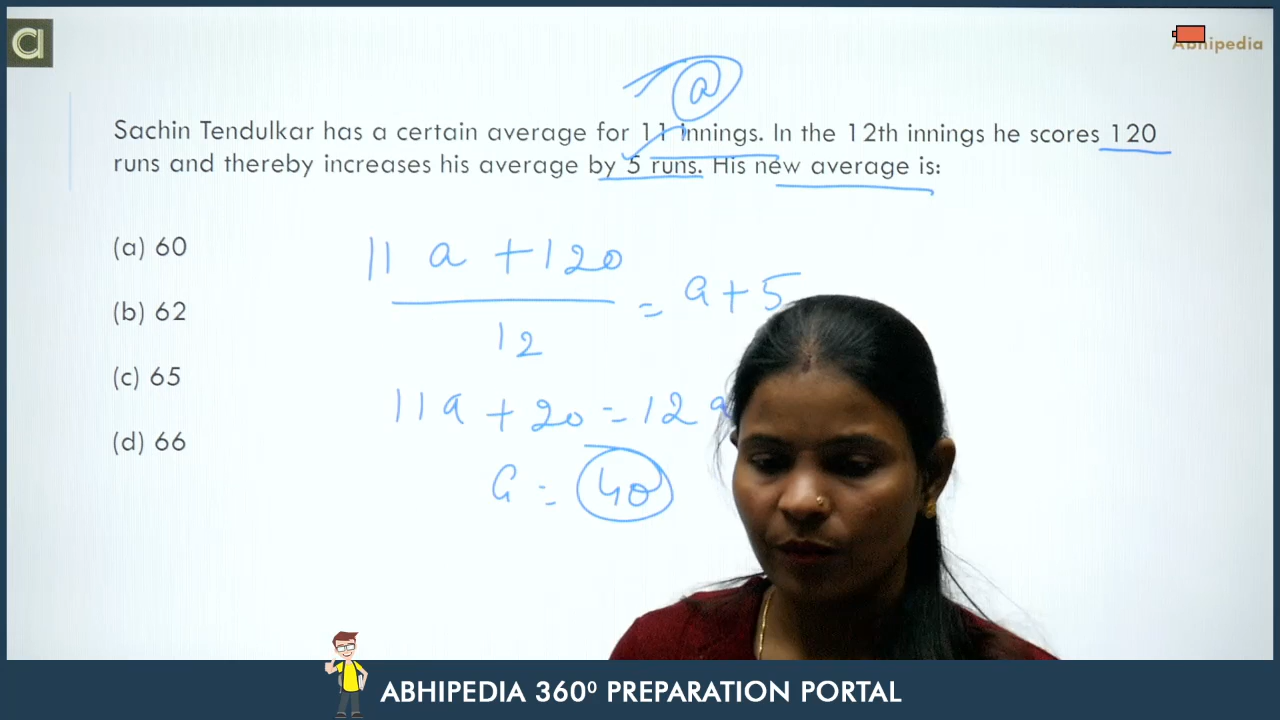 a
Abhipedia
a
Sachin Tendulkar has a certain average for 11 innings. In the 12th innings he scores 120
runs and thereby increases his average by 5 runs. His new average is:
(a) 60
(b) 62
(c) 65
(d) 66
11 a + 120
= a + 5
12
11a + 20 = 12 a
a = 40
ABHIPEDIA 360⁰ PREPARATION PORTAL